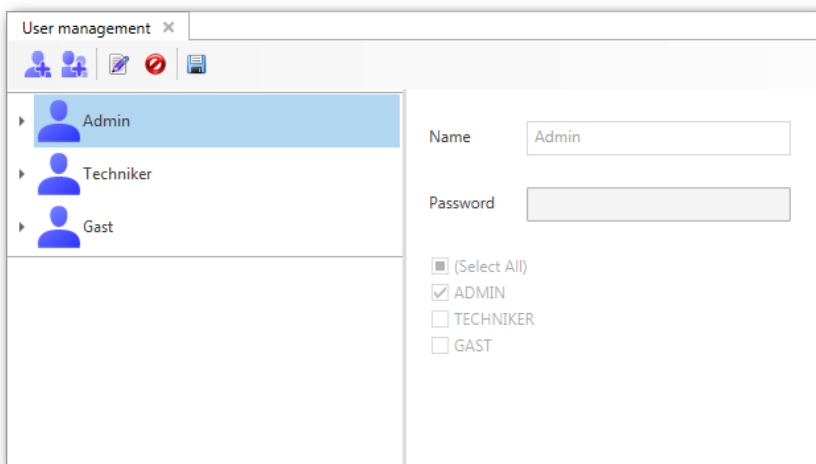 User management
Admin
Techniker
Gast
Name
Admin
Password
(Select All)
ADMIN
TECHNIKER
GAST